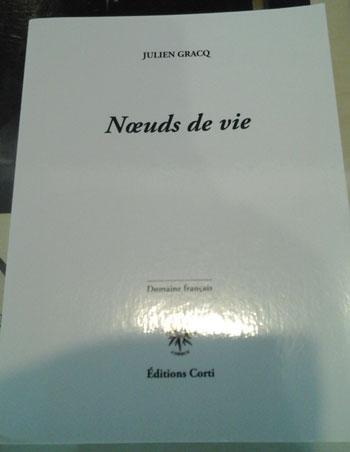 JULIEN GRACQ
Nœuds de vie
Domaine français
Éditions Corti